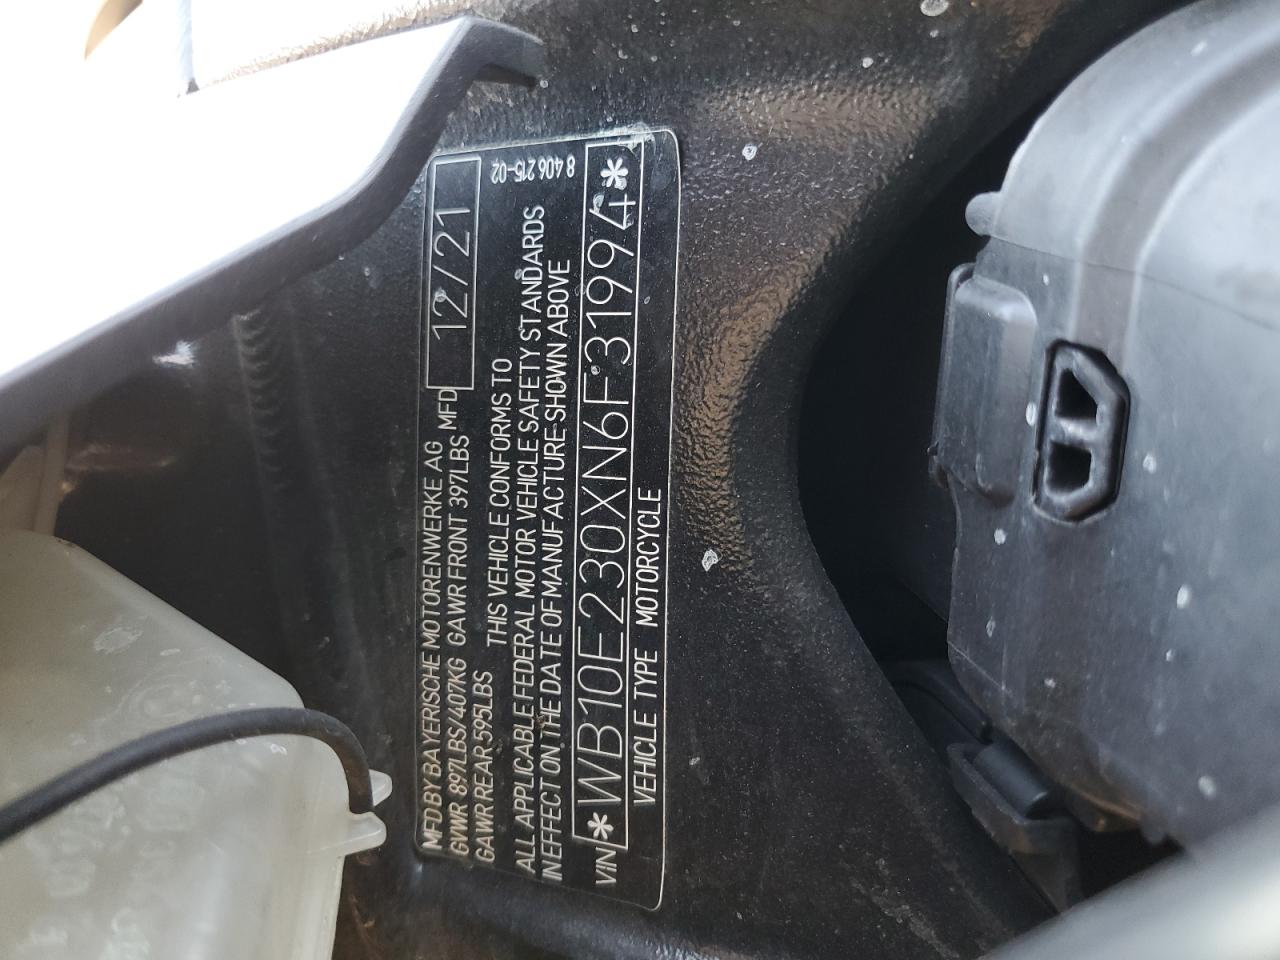 MFD BY BAYERISCHE MOTORENWERKE AG MFD 12/21
GVWR 897LBS/407KG GAWR FRONT 397LBS
GAWR REAR 595LBS THIS VEHICLE CONFORMS TO 8 406 215-02
ALL APPLICABLE FEDERAL MOTOR VEHICLE SAFETY STANDARDS
IN EFFECT ON THE DATE OF MANUFACTURE SHOWN ABOVE
VIN *WB10E230XN6F31994*
VEHICLE TYPE MOTORCYCLE